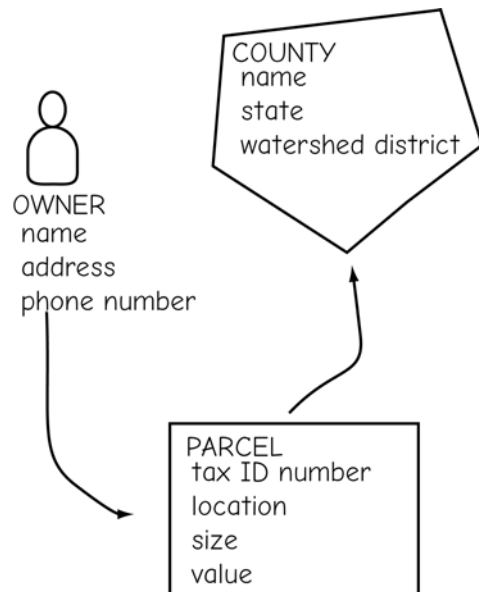 COUNTY
name
state
watershed district
OWNER
name
address
phone number
PARCEL
tax ID number
location
size
value